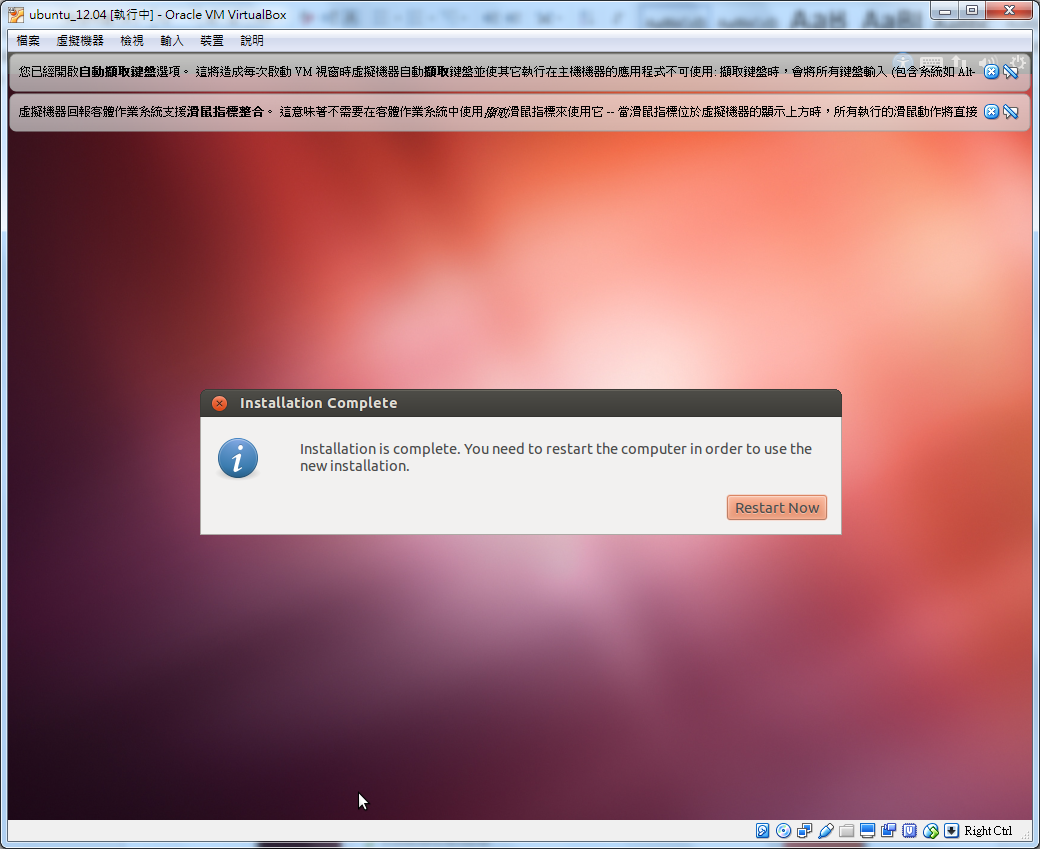 ubuntu_12.04 [執行中] - Oracle VM VirtualBox
檔案 虛擬機器 檢視 輸入 裝置 說明
您已經開啟自動擷取鍵盤選項。 這將造成每次啟動 VM 視窗時虛擬機器自動擷取鍵盤並使其它執行在主機機器的應用程式不可使用: 擷取鍵盤時，會將所有鍵盤輸入 (包含系統如 Alt-
虛擬機器回報客體作業系統支援滑鼠指標整合。 這意味著不需要在客體作業系統中使用擷取滑鼠指標來使用它 -- 當滑鼠指標位於虛擬機器的顯示上方時，所有執行的滑鼠動作將直接
Installation Complete
Installation is complete. You need to restart the computer in order to use the
new installation.
Restart Now
Right Ctrl